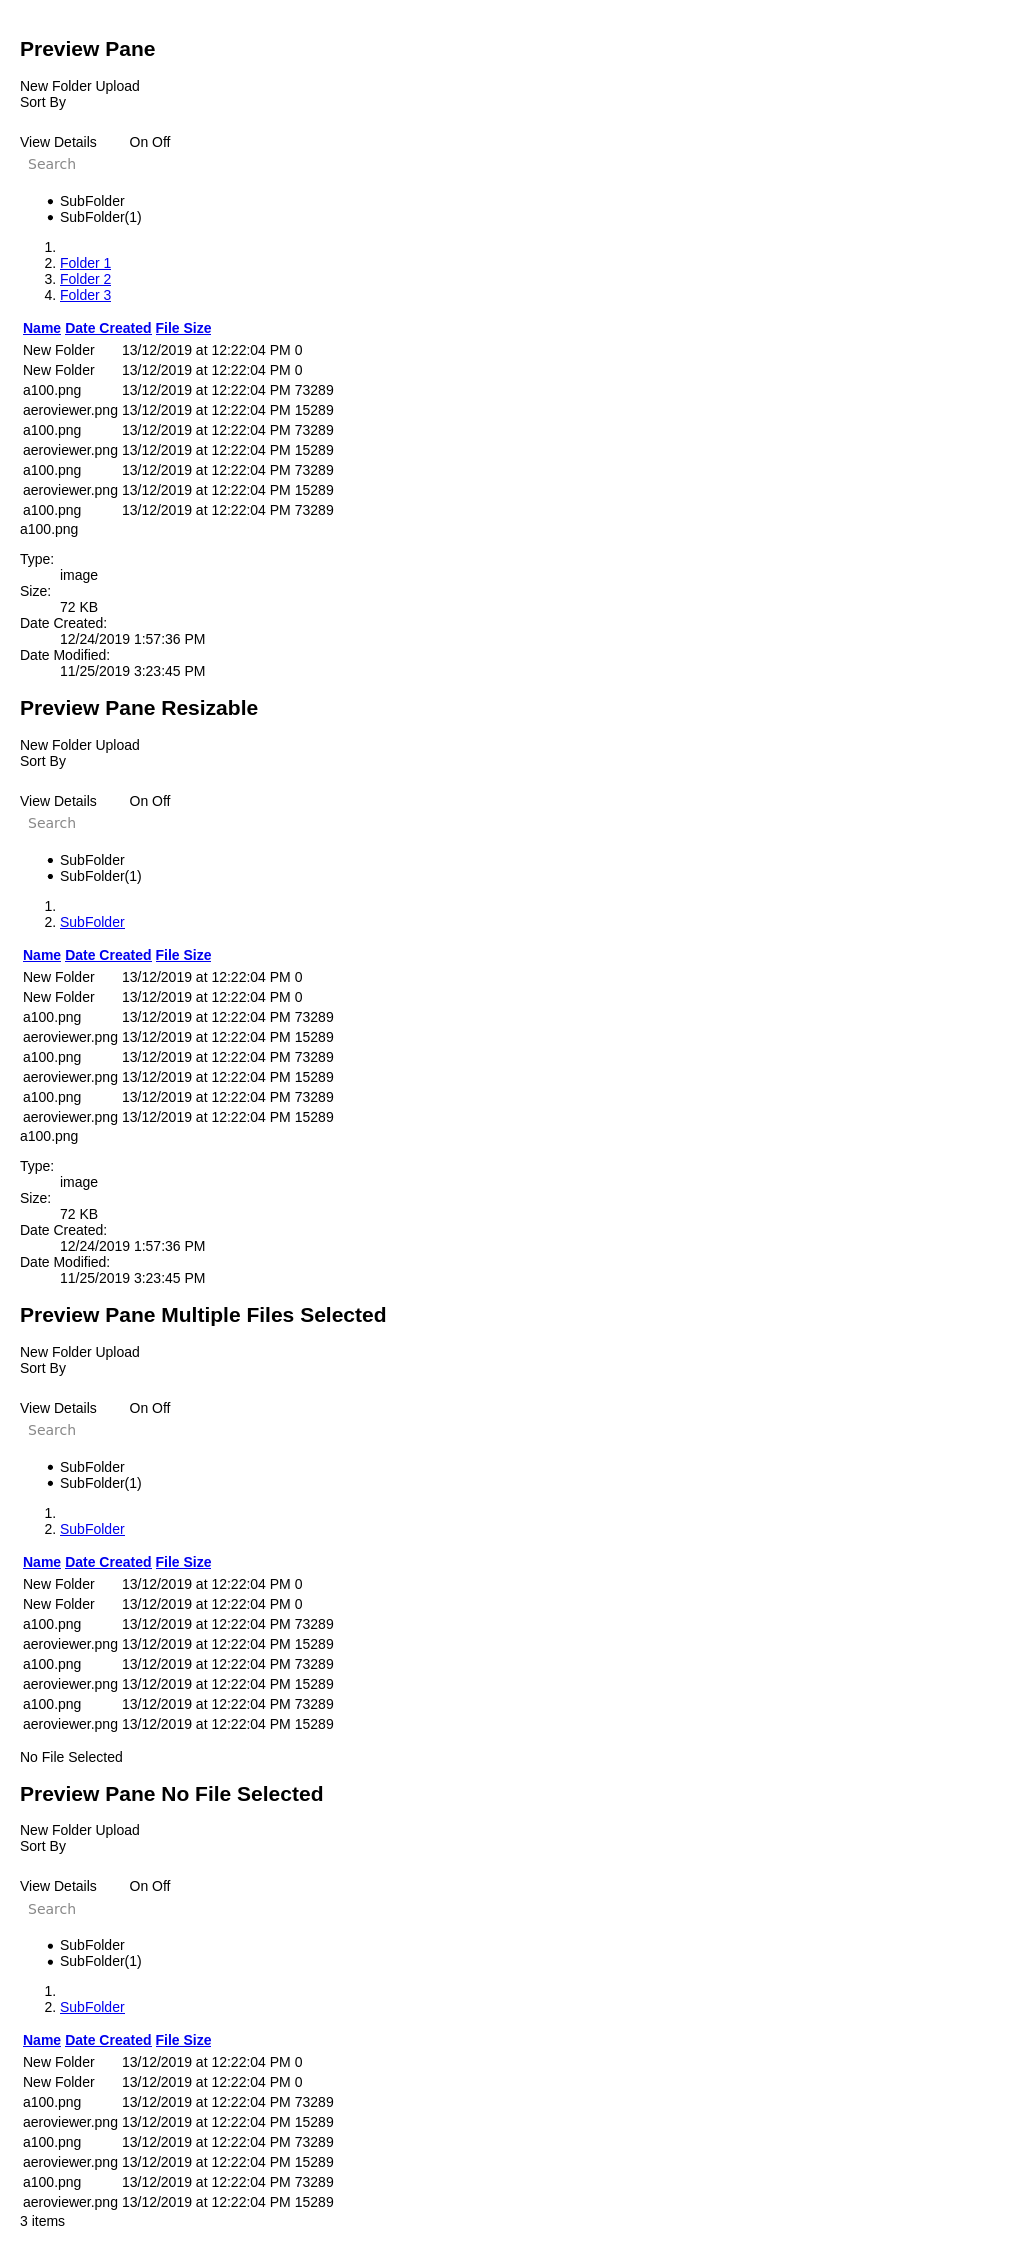 Preview Pane
New Folder Upload
Sort By
View Details On Off
Search
• SubFolder
• SubFolder(1)
1.
2. Folder 1
3. Folder 2
4. Folder 3
Name Date Created File Size
New Folder 13/12/2019 at 12:22:04 PM 0
New Folder 13/12/2019 at 12:22:04 PM 0
a100.png 13/12/2019 at 12:22:04 PM 73289
aeroviewer.png 13/12/2019 at 12:22:04 PM 15289
a100.png 13/12/2019 at 12:22:04 PM 73289
aeroviewer.png 13/12/2019 at 12:22:04 PM 15289
a100.png 13/12/2019 at 12:22:04 PM 73289
aeroviewer.png 13/12/2019 at 12:22:04 PM 15289
a100.png 13/12/2019 at 12:22:04 PM 73289
a100.png
Type:
image
Size:
72 KB
Date Created:
12/24/2019 1:57:36 PM
Date Modified:
11/25/2019 3:23:45 PM
Preview Pane Resizable
New Folder Upload
Sort By
View Details On Off
Search
• SubFolder
• SubFolder(1)
1.
2. SubFolder
Name Date Created File Size
New Folder 13/12/2019 at 12:22:04 PM 0
New Folder 13/12/2019 at 12:22:04 PM 0
a100.png 13/12/2019 at 12:22:04 PM 73289
aeroviewer.png 13/12/2019 at 12:22:04 PM 15289
a100.png 13/12/2019 at 12:22:04 PM 73289
aeroviewer.png 13/12/2019 at 12:22:04 PM 15289
a100.png 13/12/2019 at 12:22:04 PM 73289
aeroviewer.png 13/12/2019 at 12:22:04 PM 15289
a100.png
Type:
image
Size:
72 KB
Date Created:
12/24/2019 1:57:36 PM
Date Modified:
11/25/2019 3:23:45 PM
Preview Pane Multiple Files Selected
New Folder Upload
Sort By
View Details On Off
Search
• SubFolder
• SubFolder(1)
1.
2. SubFolder
Name Date Created File Size
New Folder 13/12/2019 at 12:22:04 PM 0
New Folder 13/12/2019 at 12:22:04 PM 0
a100.png 13/12/2019 at 12:22:04 PM 73289
aeroviewer.png 13/12/2019 at 12:22:04 PM 15289
a100.png 13/12/2019 at 12:22:04 PM 73289
aeroviewer.png 13/12/2019 at 12:22:04 PM 15289
a100.png 13/12/2019 at 12:22:04 PM 73289
aeroviewer.png 13/12/2019 at 12:22:04 PM 15289
No File Selected
Preview Pane No File Selected
New Folder Upload
Sort By
View Details On Off
Search
• SubFolder
• SubFolder(1)
1.
2. SubFolder
Name Date Created File Size
New Folder 13/12/2019 at 12:22:04 PM 0
New Folder 13/12/2019 at 12:22:04 PM 0
a100.png 13/12/2019 at 12:22:04 PM 73289
aeroviewer.png 13/12/2019 at 12:22:04 PM 15289
a100.png 13/12/2019 at 12:22:04 PM 73289
aeroviewer.png 13/12/2019 at 12:22:04 PM 15289
a100.png 13/12/2019 at 12:22:04 PM 73289
aeroviewer.png 13/12/2019 at 12:22:04 PM 15289
3 items